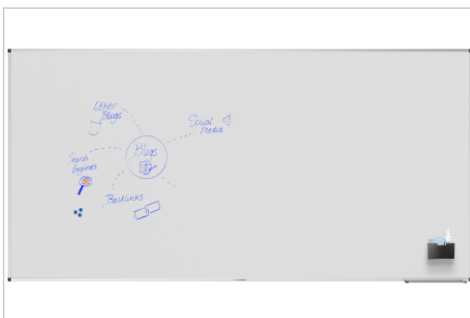 Other
Blogs
Social
Media
Blogs
Search
Engines
Backlinks